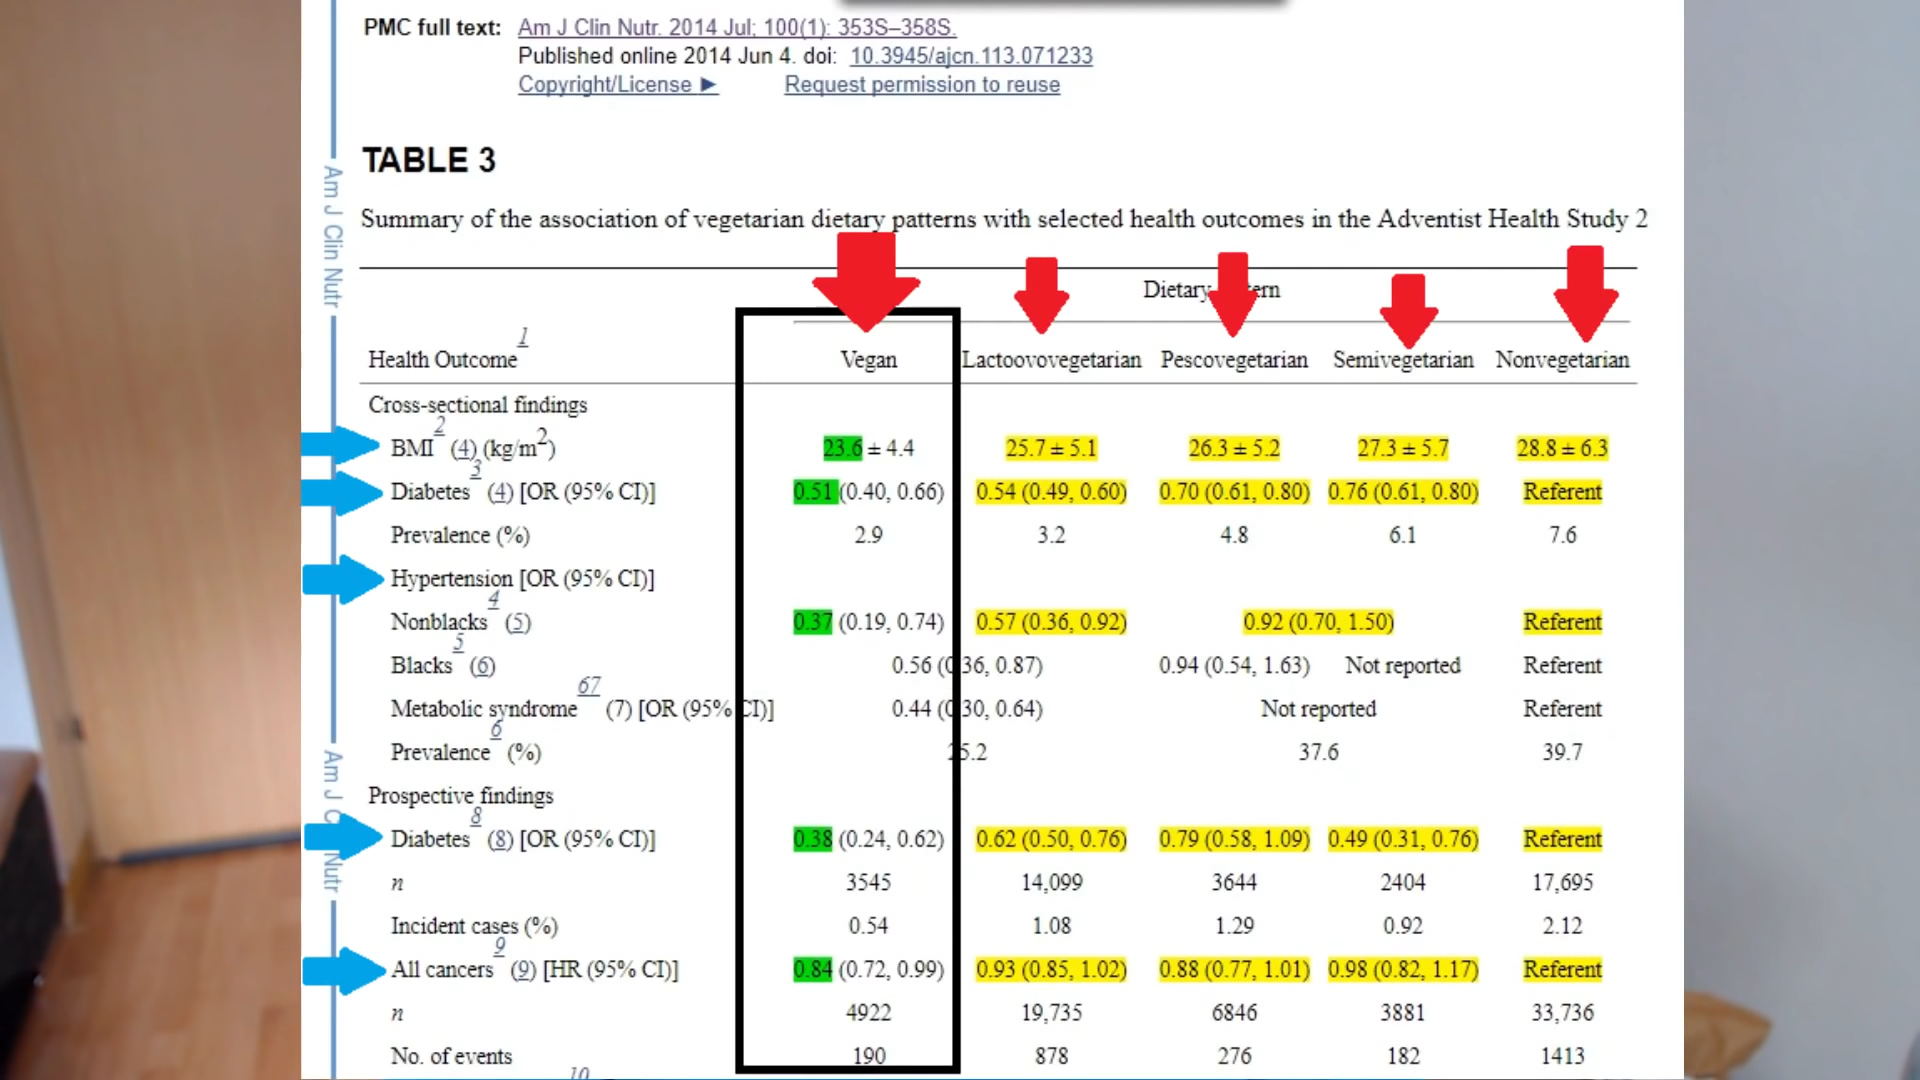 PMC full text: Am J Clin Nutr. 2014 Jul; 100(1): 353S–358S.
Published online 2014 Jun 4. doi: 10.3945/ajcn.113.071233
Copyright/License ► Request permission to reuse
Am J Clin Nutr
TABLE 3
Summary of the association of vegetarian dietary patterns with selected health outcomes in the Adventist Health Study 2
Dietary ern
Health Outcome 1 Vegan Lactoovovegetarian Pescovegetarian Semivegetarian Nonvegetarian
Cross-sectional findings
BMI 2 (4) (kg/m2) 23.6 ± 4.4 25.7 ± 5.1 26.3 ± 5.2 27.3 ± 5.7 28.8 ± 6.3
Diabetes 3 (4) [OR (95% CI)] 0.51 (0.40, 0.66) 0.54 (0.49, 0.60) 0.70 (0.61, 0.80) 0.76 (0.61, 0.80) Referent
Prevalence (%) 2.9 3.2 4.8 6.1 7.6
Hypertension [OR (95% CI)]
Nonblacks 4 (5) 0.37 (0.19, 0.74) 0.57 (0.36, 0.92) 0.92 (0.70, 1.50) Referent
Blacks 5 (6) 0.56 (0.36, 0.87) 0.94 (0.54, 1.63) Not reported Referent
Metabolic syndrome 67 (7) [OR (95% CI)] 0.44 (0.30, 0.64) Not reported Referent
Prevalence 6 (%) 25.2 37.6 39.7
Prospective findings
Diabetes 8 (8) [OR (95% CI)] 0.38 (0.24, 0.62) 0.62 (0.50, 0.76) 0.79 (0.58, 1.09) 0.49 (0.31, 0.76) Referent
n 3545 14,099 3644 2404 17,695
Incident cases (%) 0.54 1.08 1.29 0.92 2.12
All cancers 9 (9) [HR (95% CI)] 0.84 (0.72, 0.99) 0.93 (0.85, 1.02) 0.88 (0.77, 1.01) 0.98 (0.82, 1.17) Referent
n 4922 19,735 6846 3881 33,736
No. of events 190 878 276 182 1413
10
Am J C Nutr